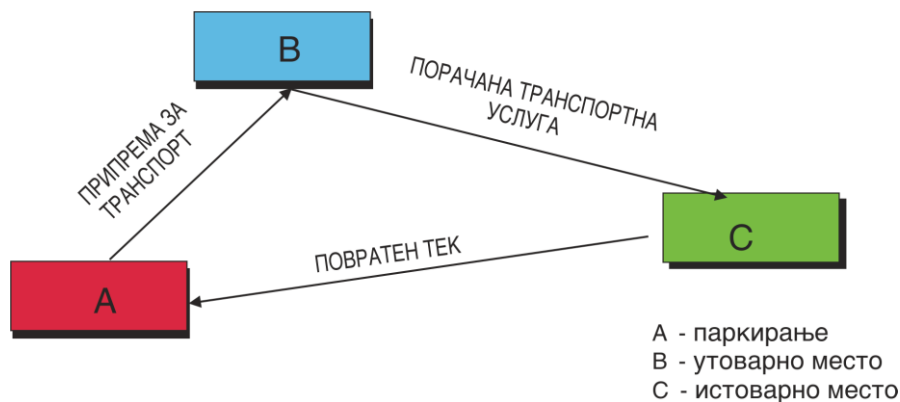 B
ПОРАЧАНА ТРАНСПОРТНА
УСЛУГА
ПРИПРЕМА ЗА
ТРАНСПОРТ
C
ПОВРАТЕН ТЕК
A
A - паркирање
B - утоварно место
C - истоварно место